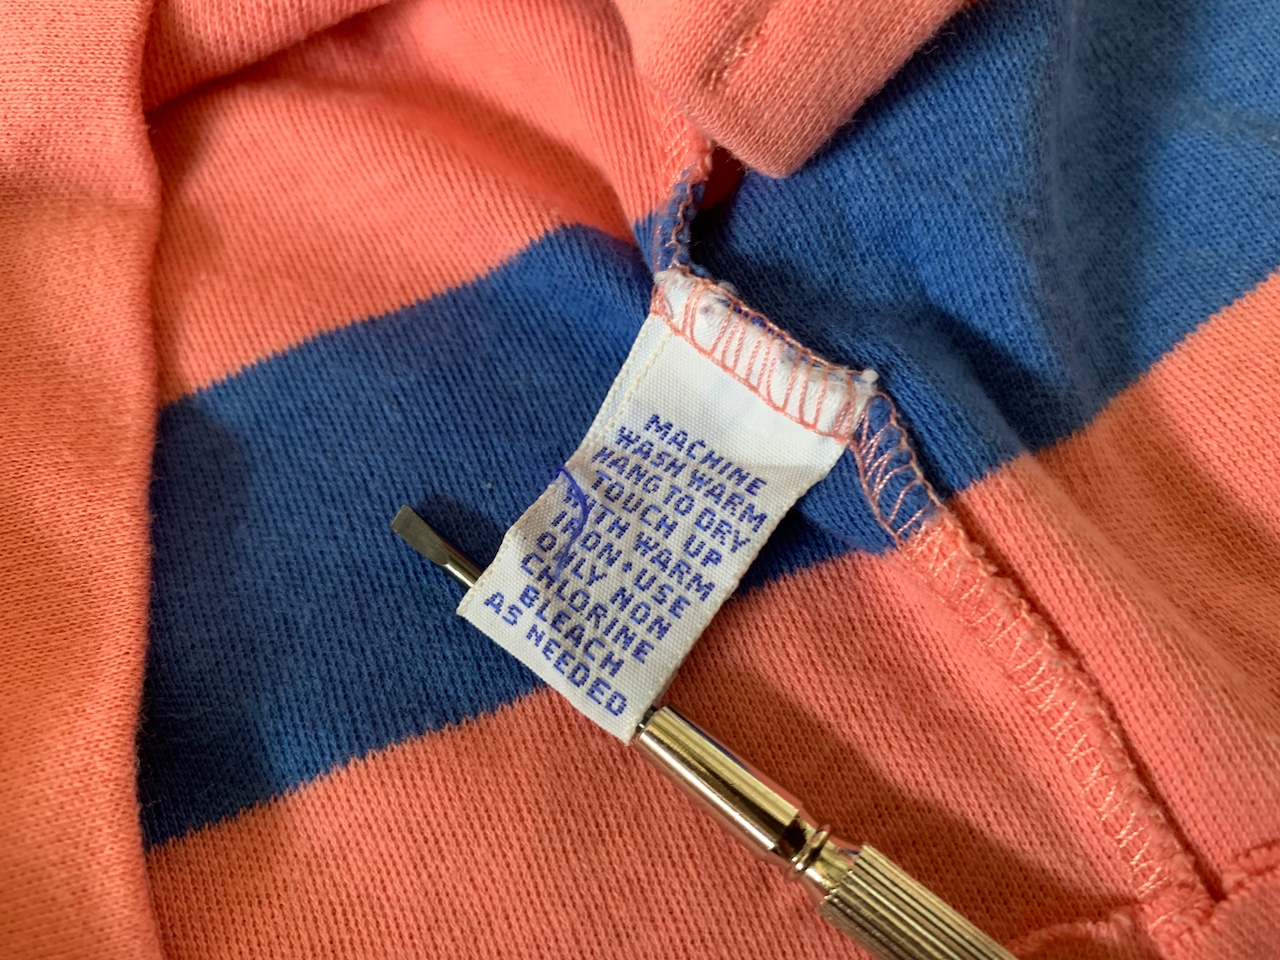 MACHINE
WASH WARM
HANG TO DRY
TOUCH UP
WITH WARM
IRON • USE
ONLY NON
CHLORINE
BLEACH
AS NEEDED